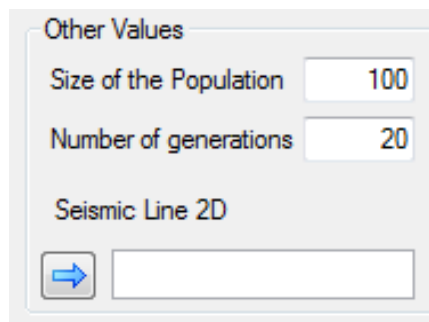 Other Values
Size of the Population 100
Number of generations 20
Seismic Line 2D